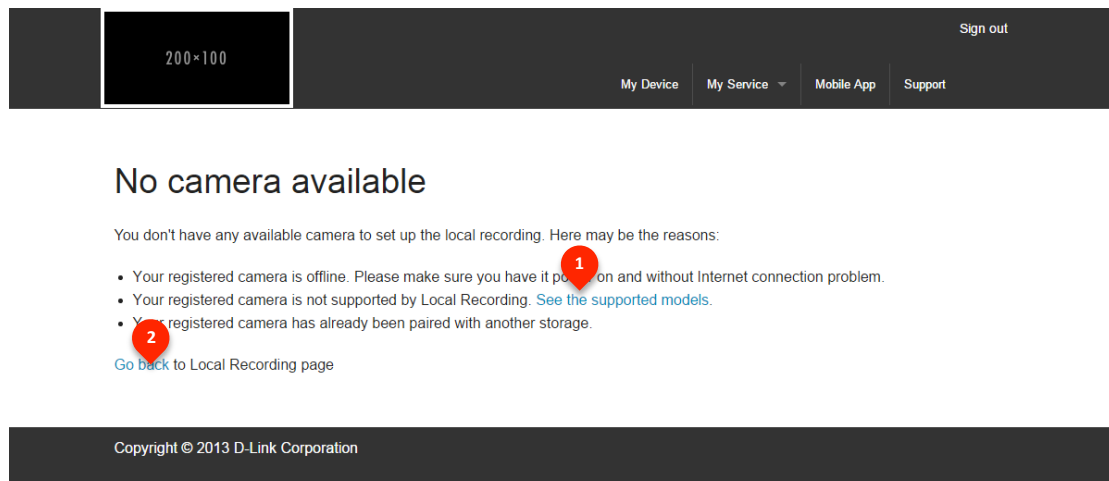 Sign out
200×100
My Device My Service Mobile App Support
No camera available
You don't have any available camera to set up the local recording. Here may be the reasons:
1
• Your registered camera is offline. Please make sure you have it on and without Internet connection problem.
• Your registered camera is not supported by Local Recording. See the supported models.
• registered camera has already been paired with another storage.
2
Go back to Local Recording page
Copyright © 2013 D-Link Corporation